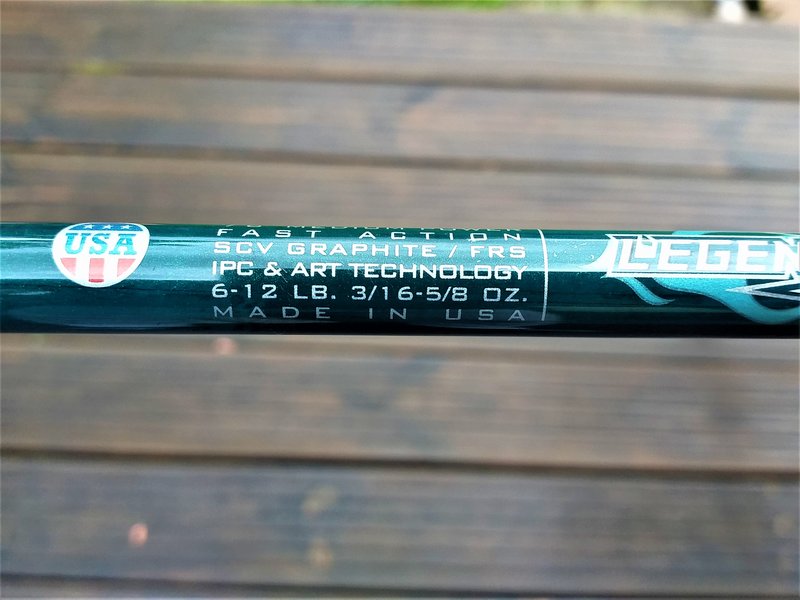 USA
FAST ACTION
SCV GRAPHITE / FRS
IPC & ART TECHNOLOGY
6-12 LB. 3/16-5/8 OZ.
MADE IN USA
LEGEN